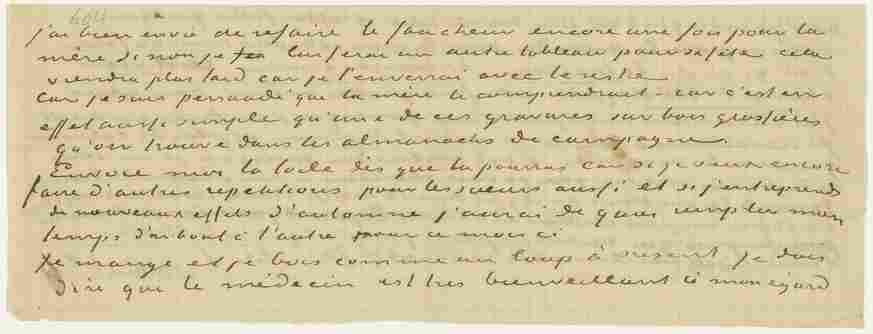 604
j'ai bien envie de refaire le faucheur encore une fois pour la
mère si non je lui ferai un autre tableau pour sa fête cela
viendra plus tard car je l'enverrai avec le reste
Car je suis persuadé que la mère le comprendrait – car c'est en
effet aussi simple qu'une de ces gravures sur bois grossières
qu'on trouve dans les almanachs de campagne.
Envoie moi la toile dès que tu pourras car si je veux encore
faire d'autres repetitions pour les soeurs aussi et si j'entreprends
de nouveaux effets d'automne j'aurai de quoi remplir mon
temps d'un bout à l'autre pour ce mois ci
Je mange et je bois comme un loup à present je dois
dire que le médecin est tres bienveillant à mon égard